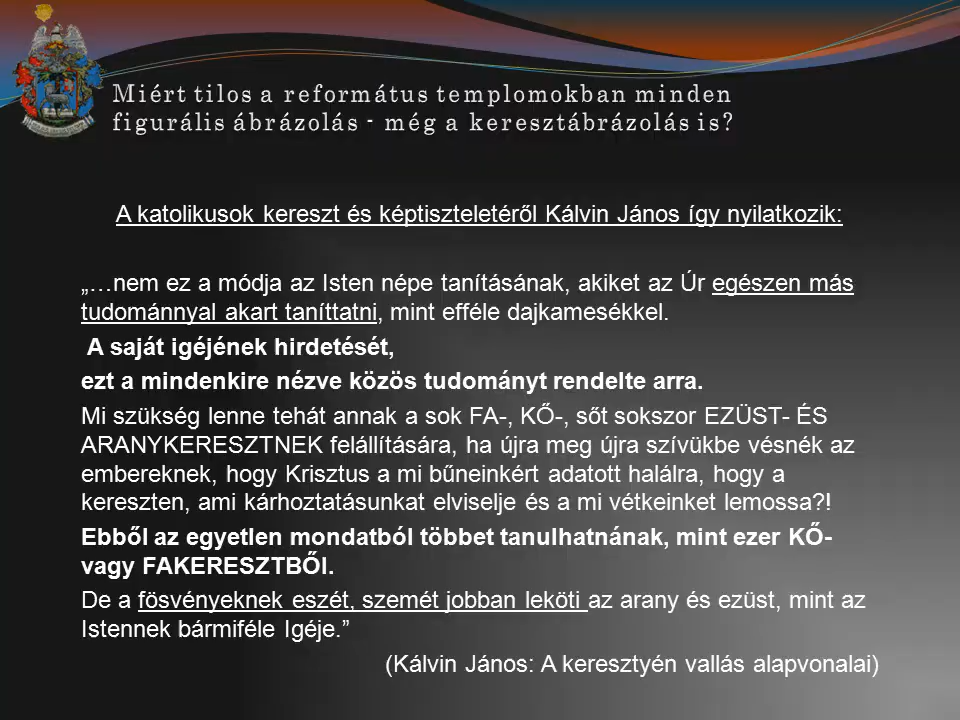 Miért tilos a református templomokban minden
figurális ábrázolás - még a keresztábrázolás is?
A katolikusok kereszt és képtiszteletéről Kálvin János így nyilatkozik:
„…nem ez a módja az Isten népe tanításának, akiket az Úr egészen más
tudománnyal akart taníttatni, mint efféle dajkamesékkel.
A saját igéjének hirdetését,
ezt a mindenkire nézve közös tudományt rendelte arra.
Mi szükség lenne tehát annak a sok FA-, KŐ-, sőt sokszor EZÜST- ÉS
ARANYKERESZTNEK felállítására, ha újra meg újra szívükbe vésnék az
embereknek, hogy Krisztus a mi bűneinkért adatott halálra, hogy a
kereszten, ami kárhoztatásunkat elviselje és a mi vétkeinket lemossa?!
Ebből az egyetlen mondatból többet tanulhatnának, mint ezer KŐ-
vagy FAKERESZTBŐl.
De a fösvényeknek eszét, szemét jobban leköti az arany és ezüst, mint az
Istennek bármiféle Igéje.”
(Kálvin János: A keresztyén vallás alapvonalai)